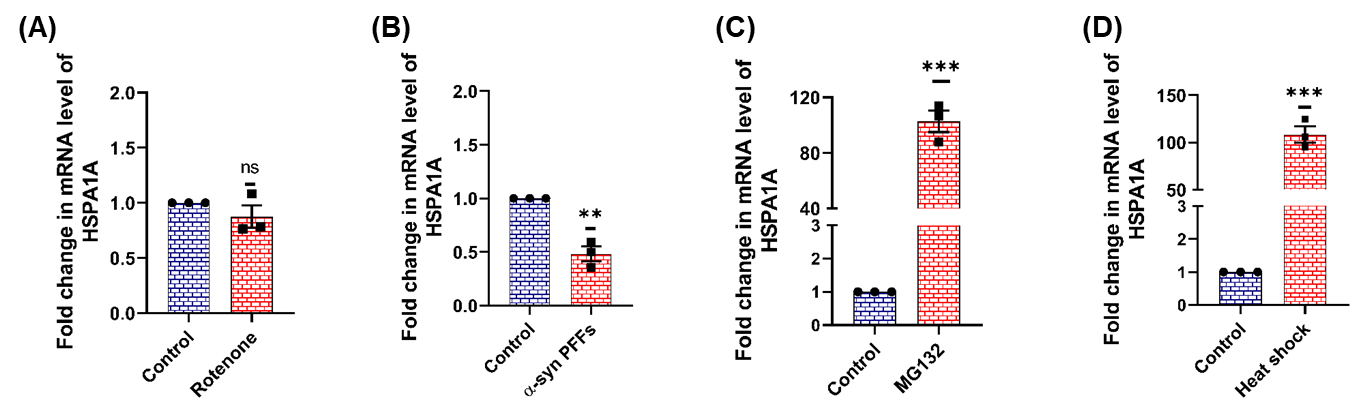 (A)
Fold change in mRNA level of
HSPA1A
2.0
1.5
1.0
0.5
0.0
ns
Control
Rotenone
(B)
Fold change in mRNA level of
HSPA1A
2.0
1.5
1.0
0.5
0.0
**
Control
α-syn PFFs
(C)
Fold change in mRNA level of
HSPA1A
120
80
40
3
2
1
0
***
Control
MG132
(D)
Fold change in mRNA level of
HSPA1A
150
100
50
3
2
1
0
***
Control
Heat shock